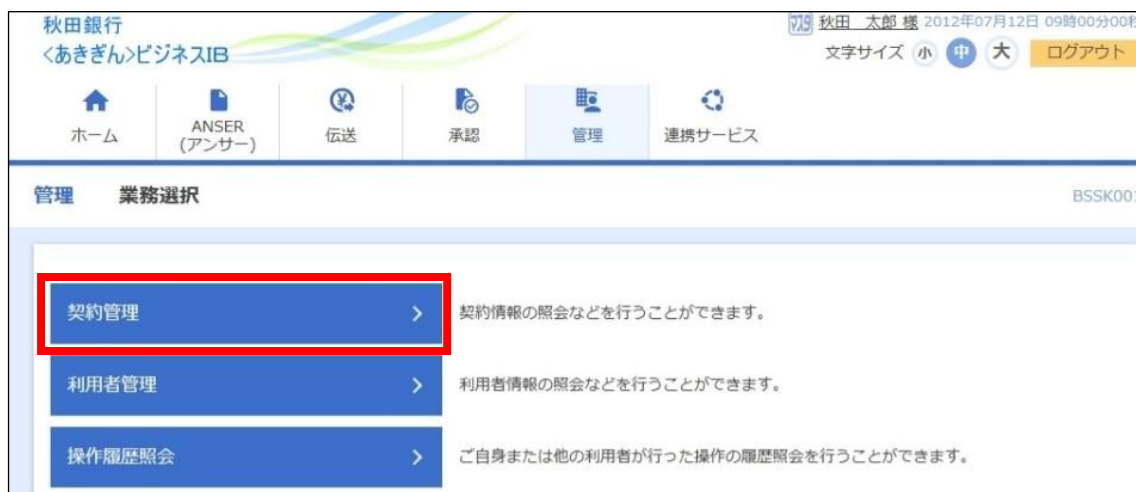 秋田銀行
<あきぎん>ビジネスIB
マスタ 秋田 太郎 様 2012年07月12日 09時00分00秒
文字サイズ 小 中 大 ログアウト
ホーム
ANSER
(アンサー)
伝送
承認
管理
連携サービス
管理 業務選択
BSSK001
契約管理
契約情報の照会などを行うことができます。
利用者管理
利用者情報の照会などを行うことができます。
操作履歴照会
ご自身または他の利用者が行った操作の履歴照会を行うことができます。